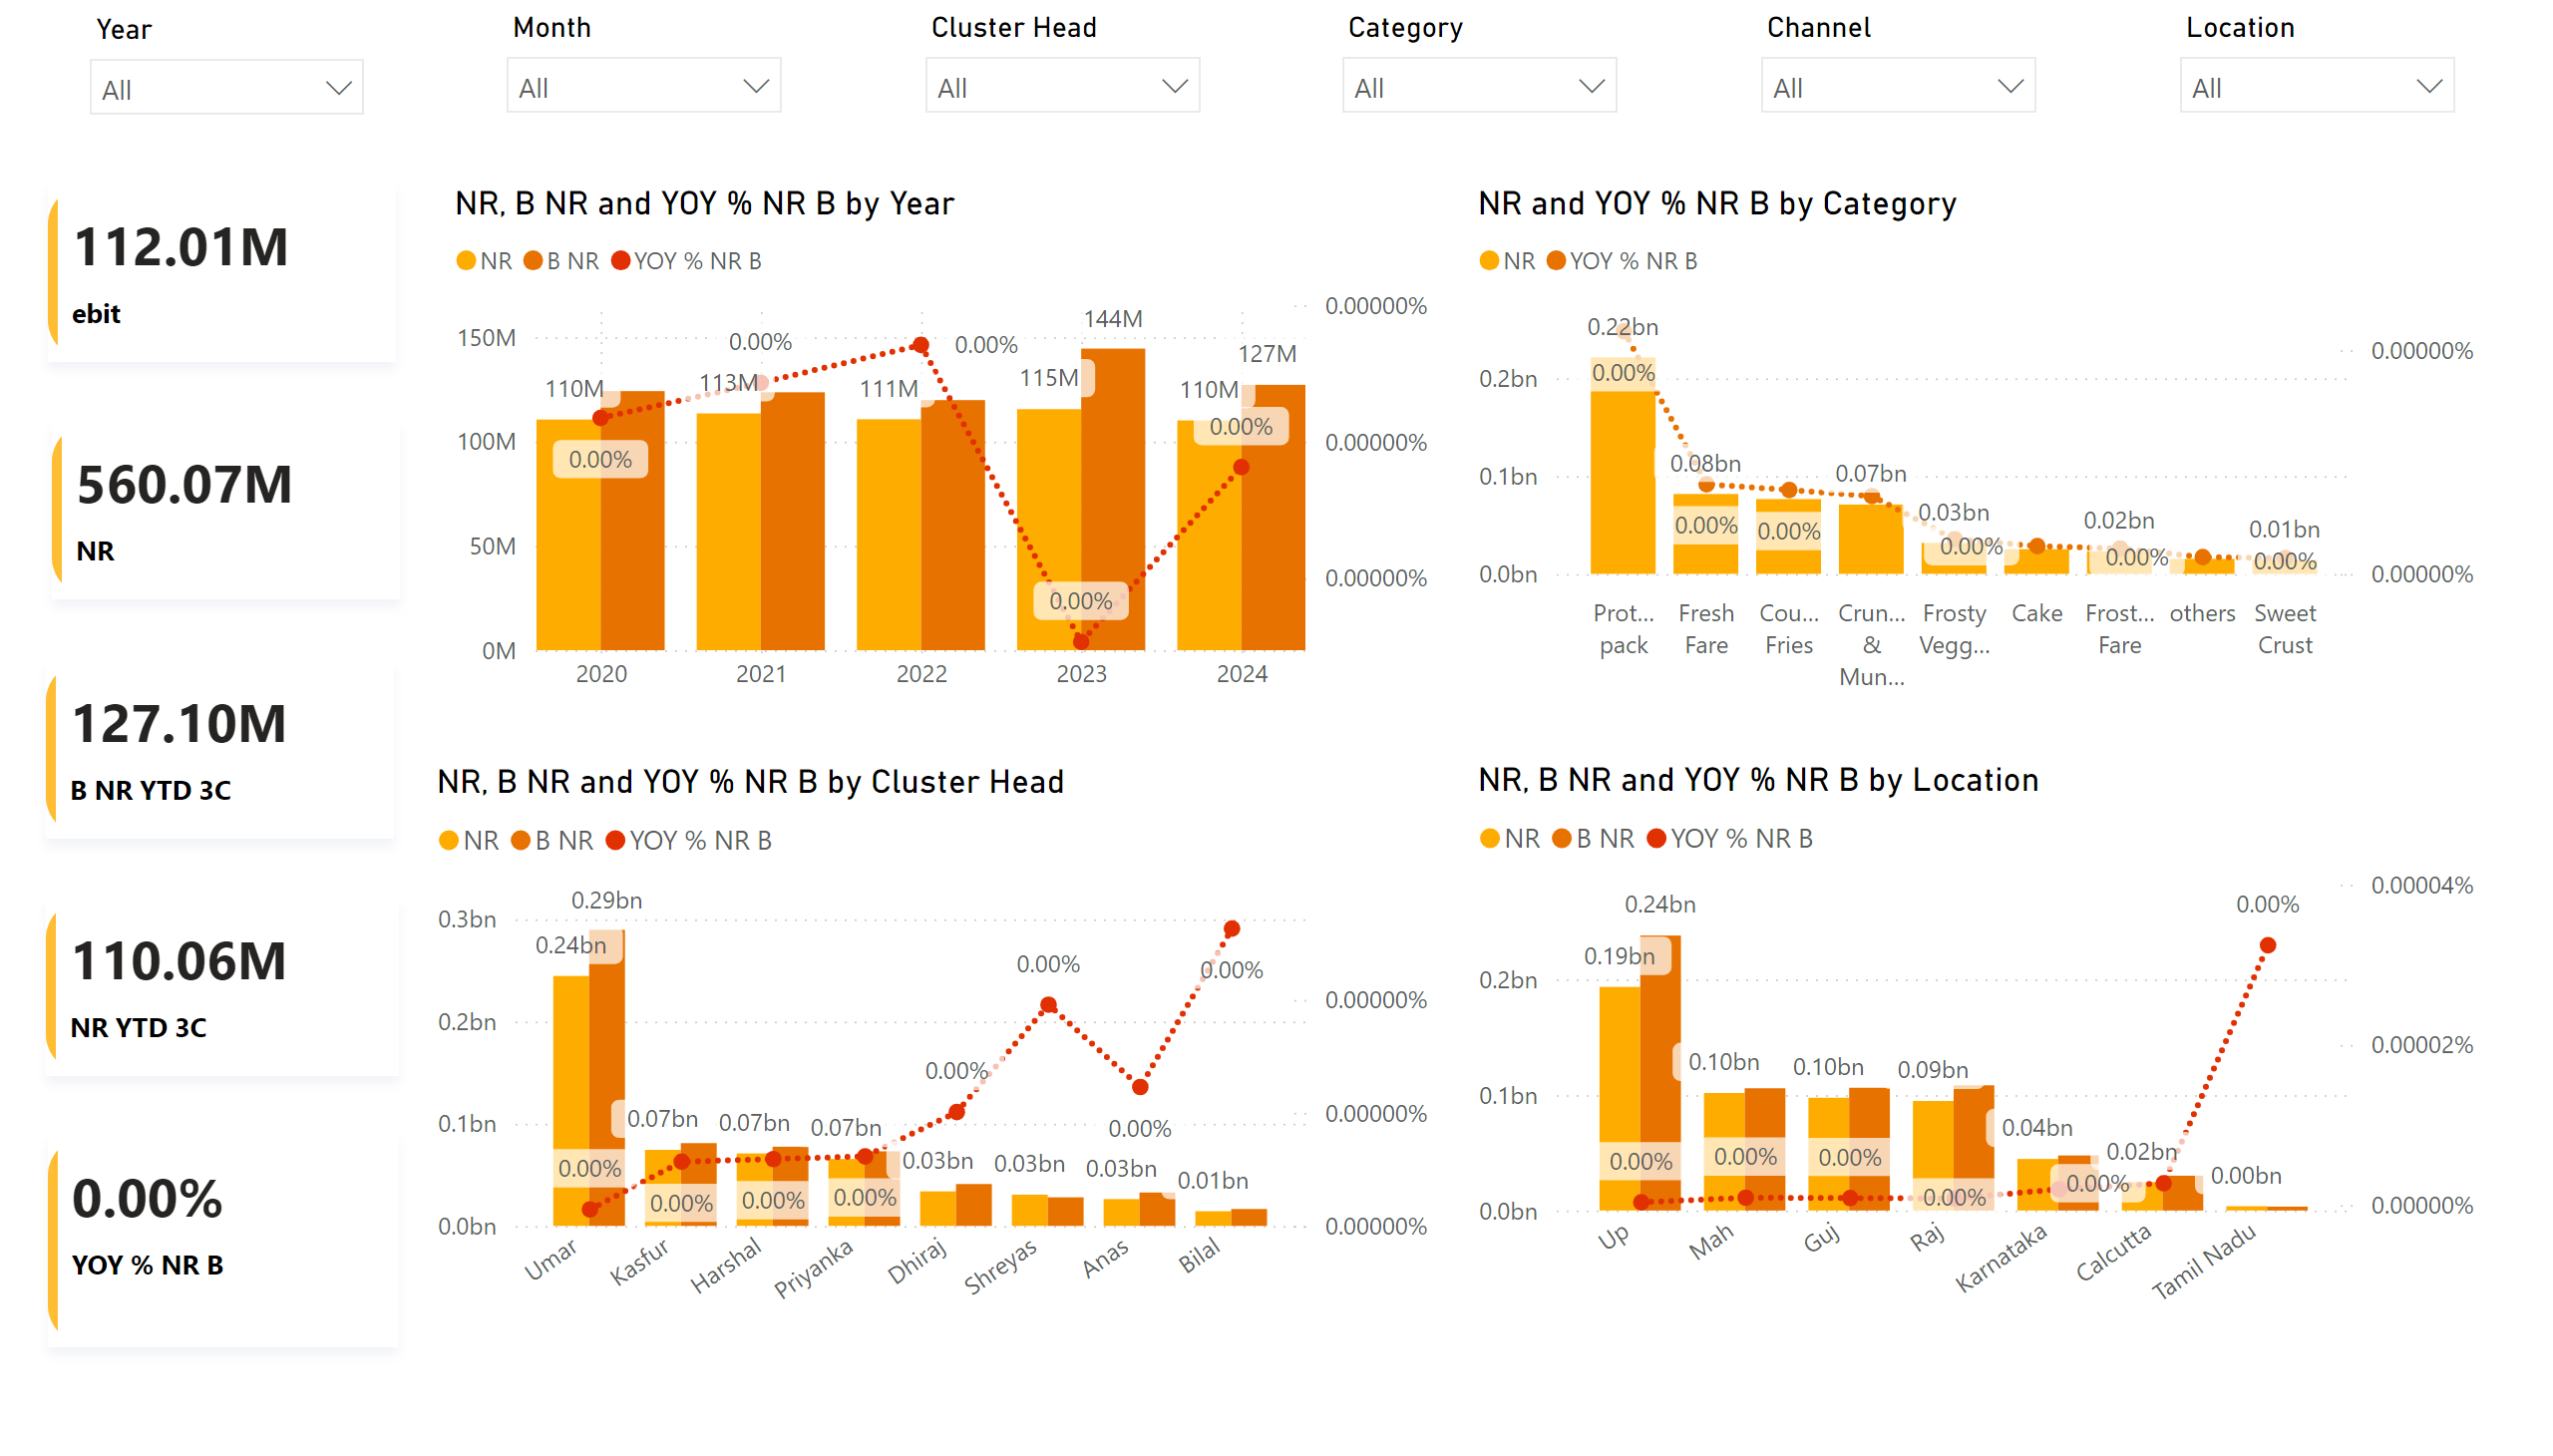 Year
Month
Cluster Head
Category
Channel
Location
All
All
All
All
All
All
112.01M
ebit
560.07M
NR
127.10M
B NR YTD 3C
110.06M
NR YTD 3C
0.00%
YOY % NR B
NR, B NR and YOY % NR B by Year
NR B NR YOY % NR B
150M
100M
50M
0M
110M
113M
111M
115M
144M
110M
127M
0.00%
0.00%
0.00%
0.00%
0.00%
0.00000%
0.00000%
0.00000%
2020
2021
2022
2023
2024
NR and YOY % NR B by Category
NR YOY % NR B
0.2bn
0.1bn
0.0bn
0.22bn
0.08bn
0.07bn
0.03bn
0.02bn
0.01bn
0.00%
0.00%
0.00%
0.00%
0.00%
0.00%
0.00000%
0.00000%
Prot...
pack
Fresh
Fare
Cou...
Fries
Crun...
&
Mun...
Frosty
Vegg...
Cake
Frost...
Fare
others
Sweet
Crust
NR, B NR and YOY % NR B by Cluster Head
NR B NR YOY % NR B
0.3bn
0.2bn
0.1bn
0.0bn
0.24bn
0.29bn
0.07bn
0.07bn
0.07bn
0.03bn
0.03bn
0.03bn
0.01bn
0.00%
0.00%
0.00%
0.00%
0.00%
0.00%
0.00%
0.00%
0.00000%
0.00000%
0.00000%
Umar
Kasfur
Harshal
Priyanka
Dhiraj
Shreyas
Anas
Bilal
NR, B NR and YOY % NR B by Location
NR B NR YOY % NR B
0.2bn
0.1bn
0.0bn
0.19bn
0.24bn
0.10bn
0.10bn
0.09bn
0.04bn
0.02bn
0.00bn
0.00%
0.00%
0.00%
0.00%
0.00%
0.00%
0.00004%
0.00002%
0.00000%
Up
Mah
Guj
Raj
Karnataka
Calcutta
Tamil Nadu